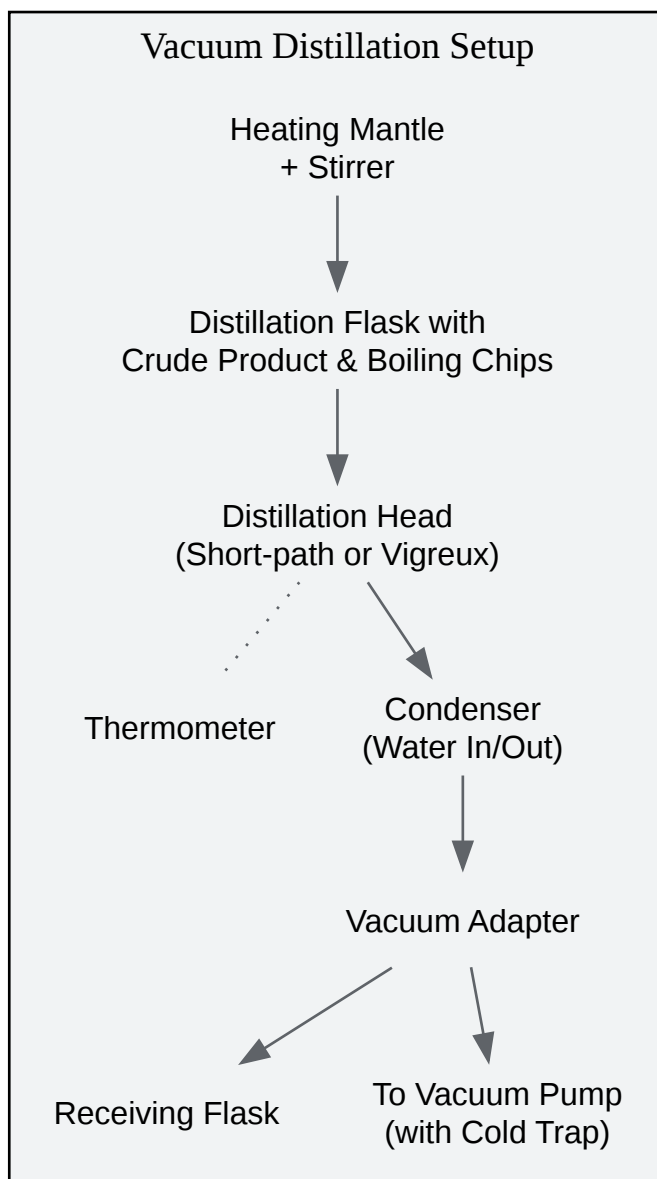 Vacuum Distillation Setup
Heating Mantle
+ Stirrer
Distillation Flask with
Crude Product & Boiling Chips
Distillation Head
(Short-path or Vigreux)
Thermometer
Condenser
(Water In/Out)
Vacuum Adapter
Receiving Flask
To Vacuum Pump
(with Cold Trap)